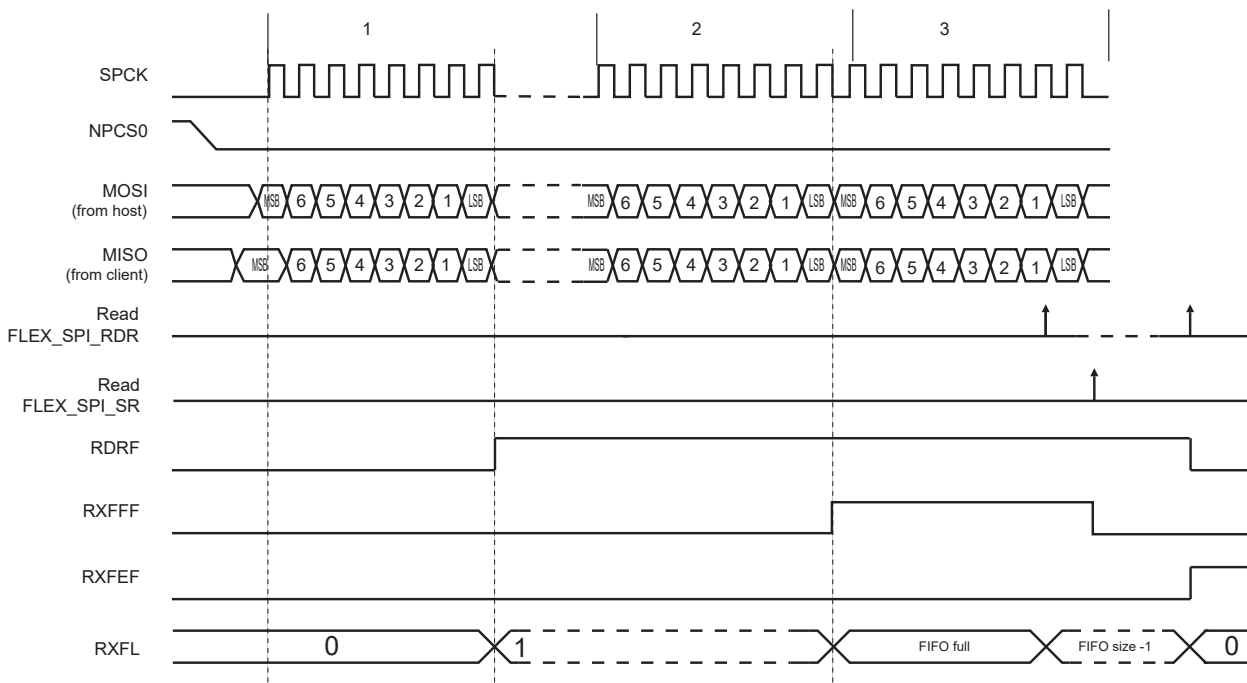 1 2 3
SPCK
NPCS0
MOSI
(from host)
MSB 6 5 4 3 2 1 LSB MSB 6 5 4 3 2 1 LSB MSB 6 5 4 3 2 1 LSB
MISO
(from client)
MSB 6 5 4 3 2 1 LSB MSB 6 5 4 3 2 1 LSB MSB 6 5 4 3 2 1 LSB
Read
FLEX_SPI_RDR
Read
FLEX_SPI_SR
RDRF
RXFFF
RXFEF
RXFL 0 1 FIFO full FIFO size -1 0